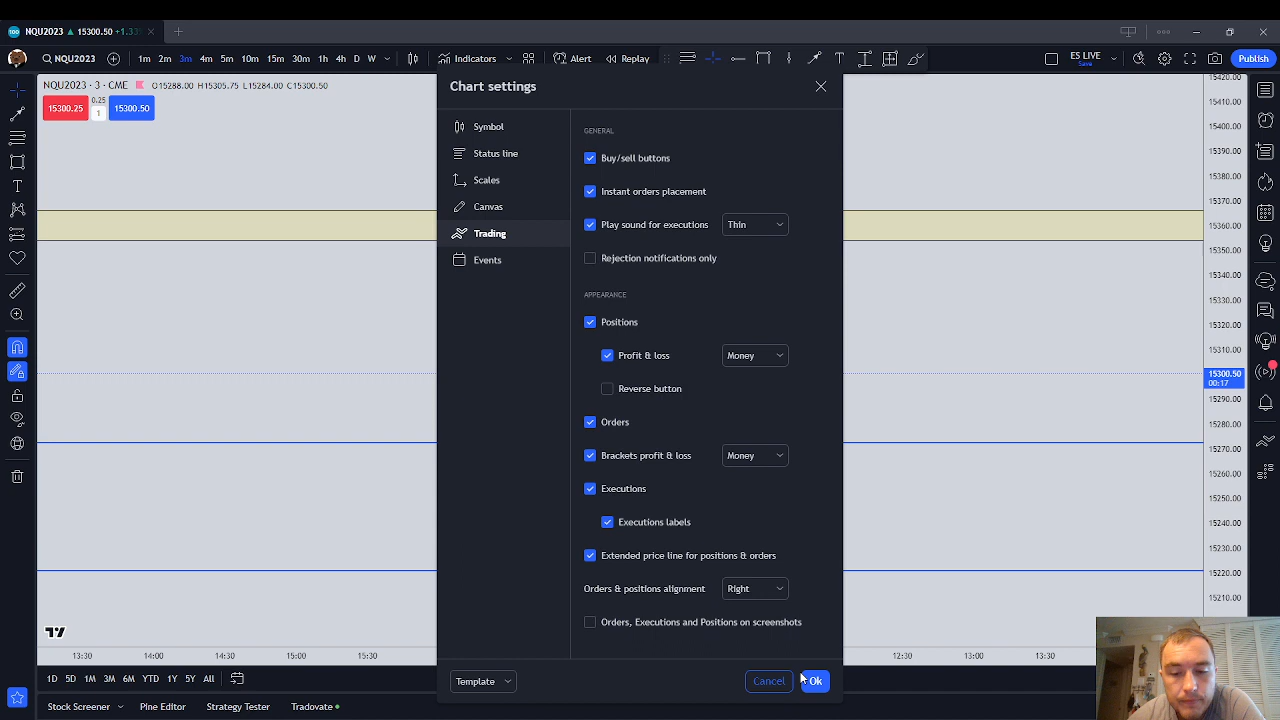 NQU2023 ▲ 15300.50 +1.33
NQU2023 1m 2m 3m 4m 5m 10m 15m 30m 1h 4h D W Indicators Alert Replay ES LIVE Save Publish
NQU2023 · 3 · CME O15288.00 H15305.75 L15284.00 C15300.50
15300.25 0.25 1 15300.50
Chart settings
Symbol
Status line
Scales
Canvas
Trading
Events
GENERAL
Buy/sell buttons
Instant orders placement
Play sound for executions Thin
Rejection notifications only
APPEARANCE
Positions
Profit & loss Money
Reverse button
Orders
Brackets profit & loss Money
Executions
Executions labels
Extended price line for positions & orders
Orders & positions alignment Right
Orders, Executions and Positions on screenshots
Template Cancel Ok
15420.00
15410.00
15400.00
15390.00
15380.00
15370.00
15360.00
15350.00
15340.00
15330.00
15320.00
15310.00
15300.50
00:17
15290.00
15280.00
15270.00
15260.00
15250.00
15240.00
15230.00
15220.00
15210.00
13:30 14:00 14:30 15:00 15:30 12:30 13:00 13:30
1D 5D 1M 3M 6M YTD 1Y 5Y All
Stock Screener Pine Editor Strategy Tester Tradovate